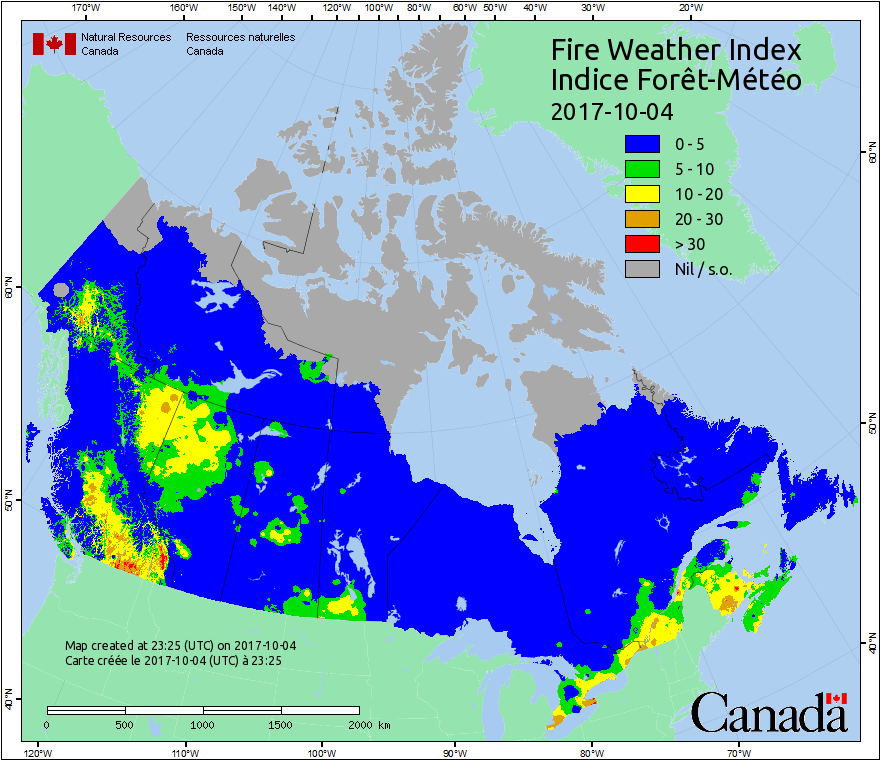 170°W 160°W 150°W 140°W 130°W 120°W 110°W 100°W 90°W 80°W 60°W 50°W 40°W 30°W 20°W
Natural Resources Ressources naturelles
Canada Canada
Fire Weather Index
Indice Forêt-Météo
2017-10-04
0 - 5
5 - 10
10 - 20
20 - 30
> 30
Nil / s.o.
60°N
60°N
50°N
50°N
40°N
40°N
Map created at 23:25 (UTC) on 2017-10-04
Carte créée le 2017-10-04 (UTC) à 23:25
0 500 1000 1500 2000 km
Canada
120°W 110°W 100°W 90°W 80°W 70°W